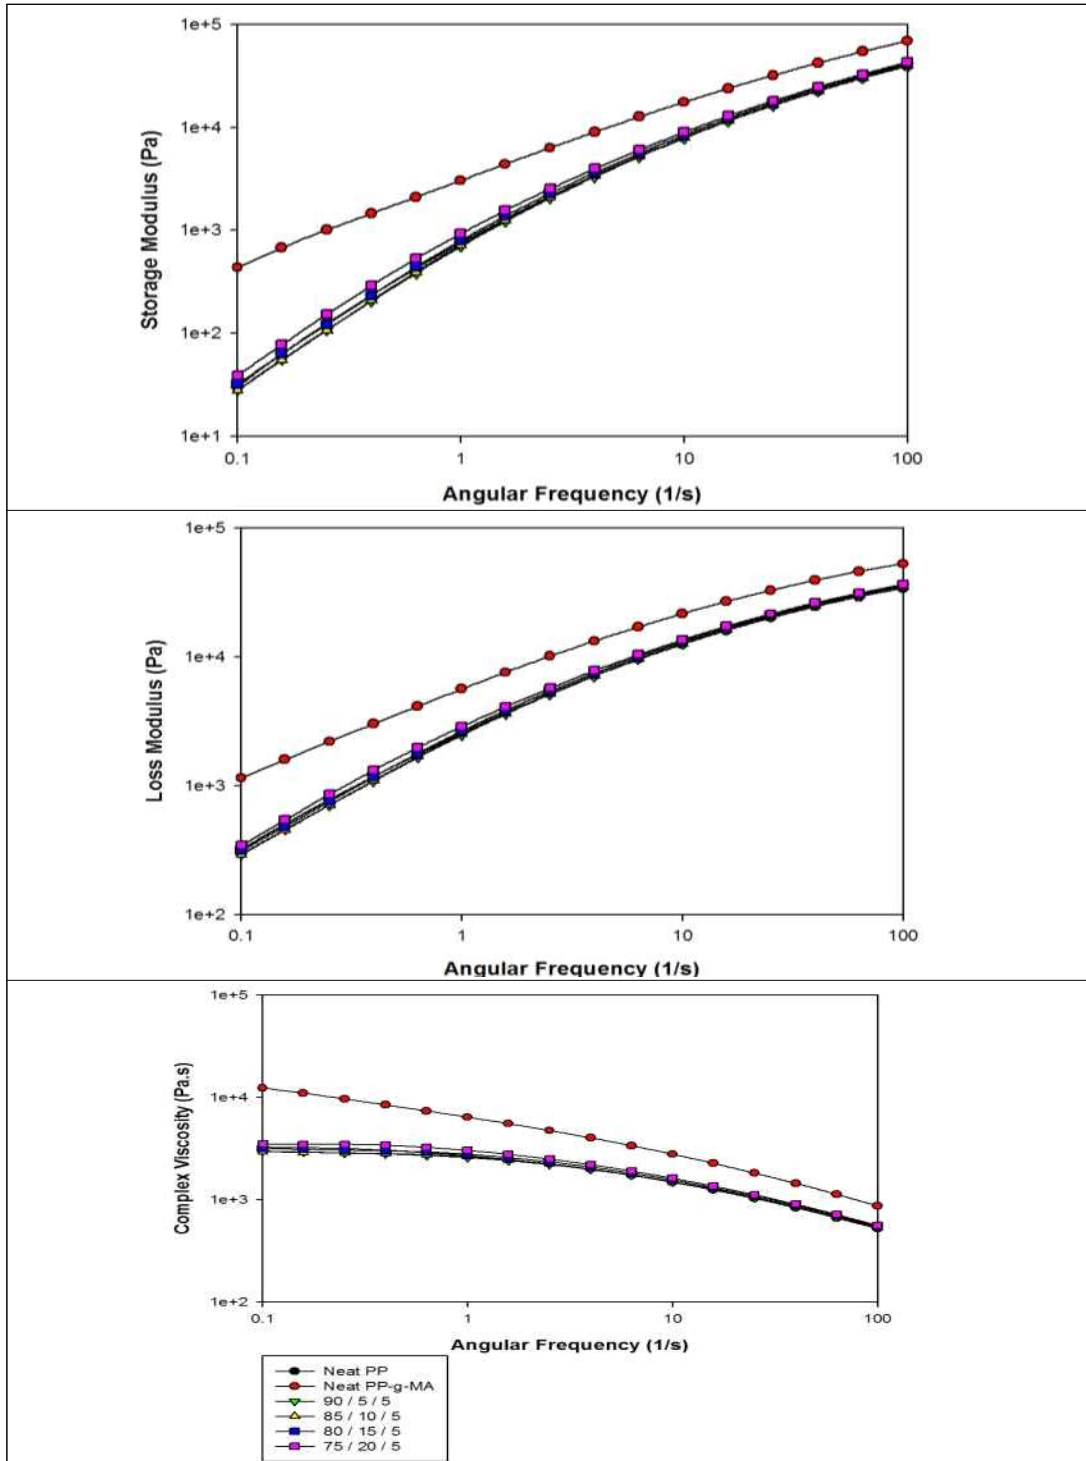 1e+5
1e+4
1e+3
1e+2
1e+1
Storage Modulus (Pa)
0.1 1 10 100
Angular Frequency (1/s)
1e+5
1e+4
1e+3
1e+2
Loss Modulus (Pa)
0.1 1 10 100
Angular Frequency (1/s)
1e+5
1e+4
1e+3
1e+2
Complex Viscosity (Pa.s)
0.1 1 10 100
Angular Frequency (1/s)
Neat PP
Neat PP-g-MA
90 / 5 / 5
85 / 10 / 5
80 / 15 / 5
75 / 20 / 5